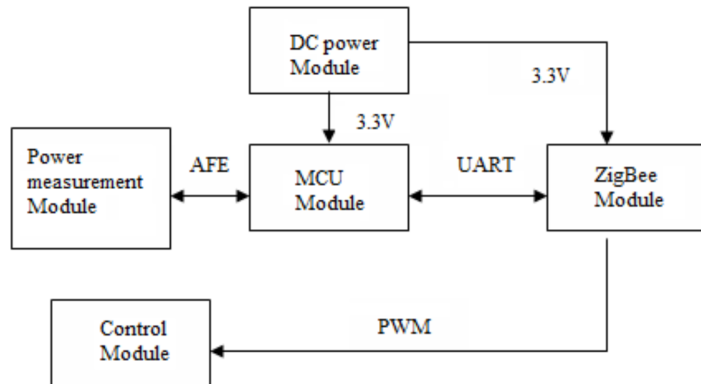 DC power
Module
3.3V
3.3V
Power
measurement
Module
AFE
MCU
Module
UART
ZigBee
Module
Control
Module
PWM